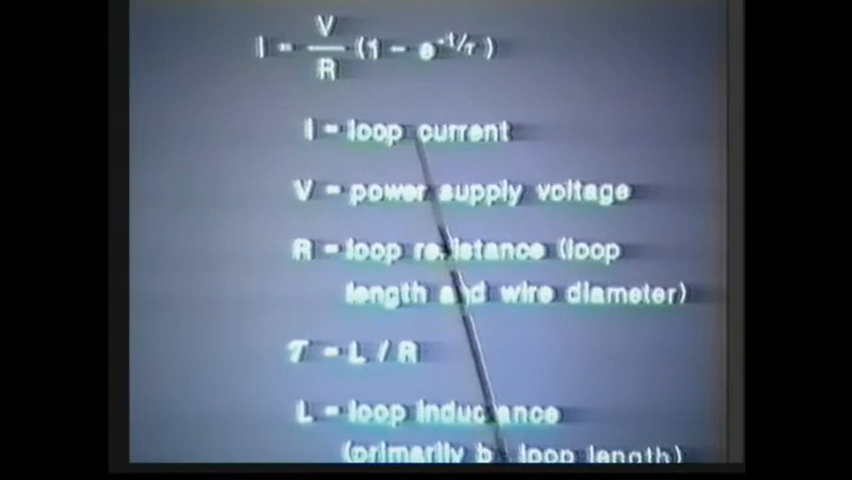 I = V/R (1 - e^-t/τ)
I = loop current
V = power supply voltage
R = loop resistance (loop
length and wire diameter)
τ = L / R
L = loop inductance
(primarily by loop length)